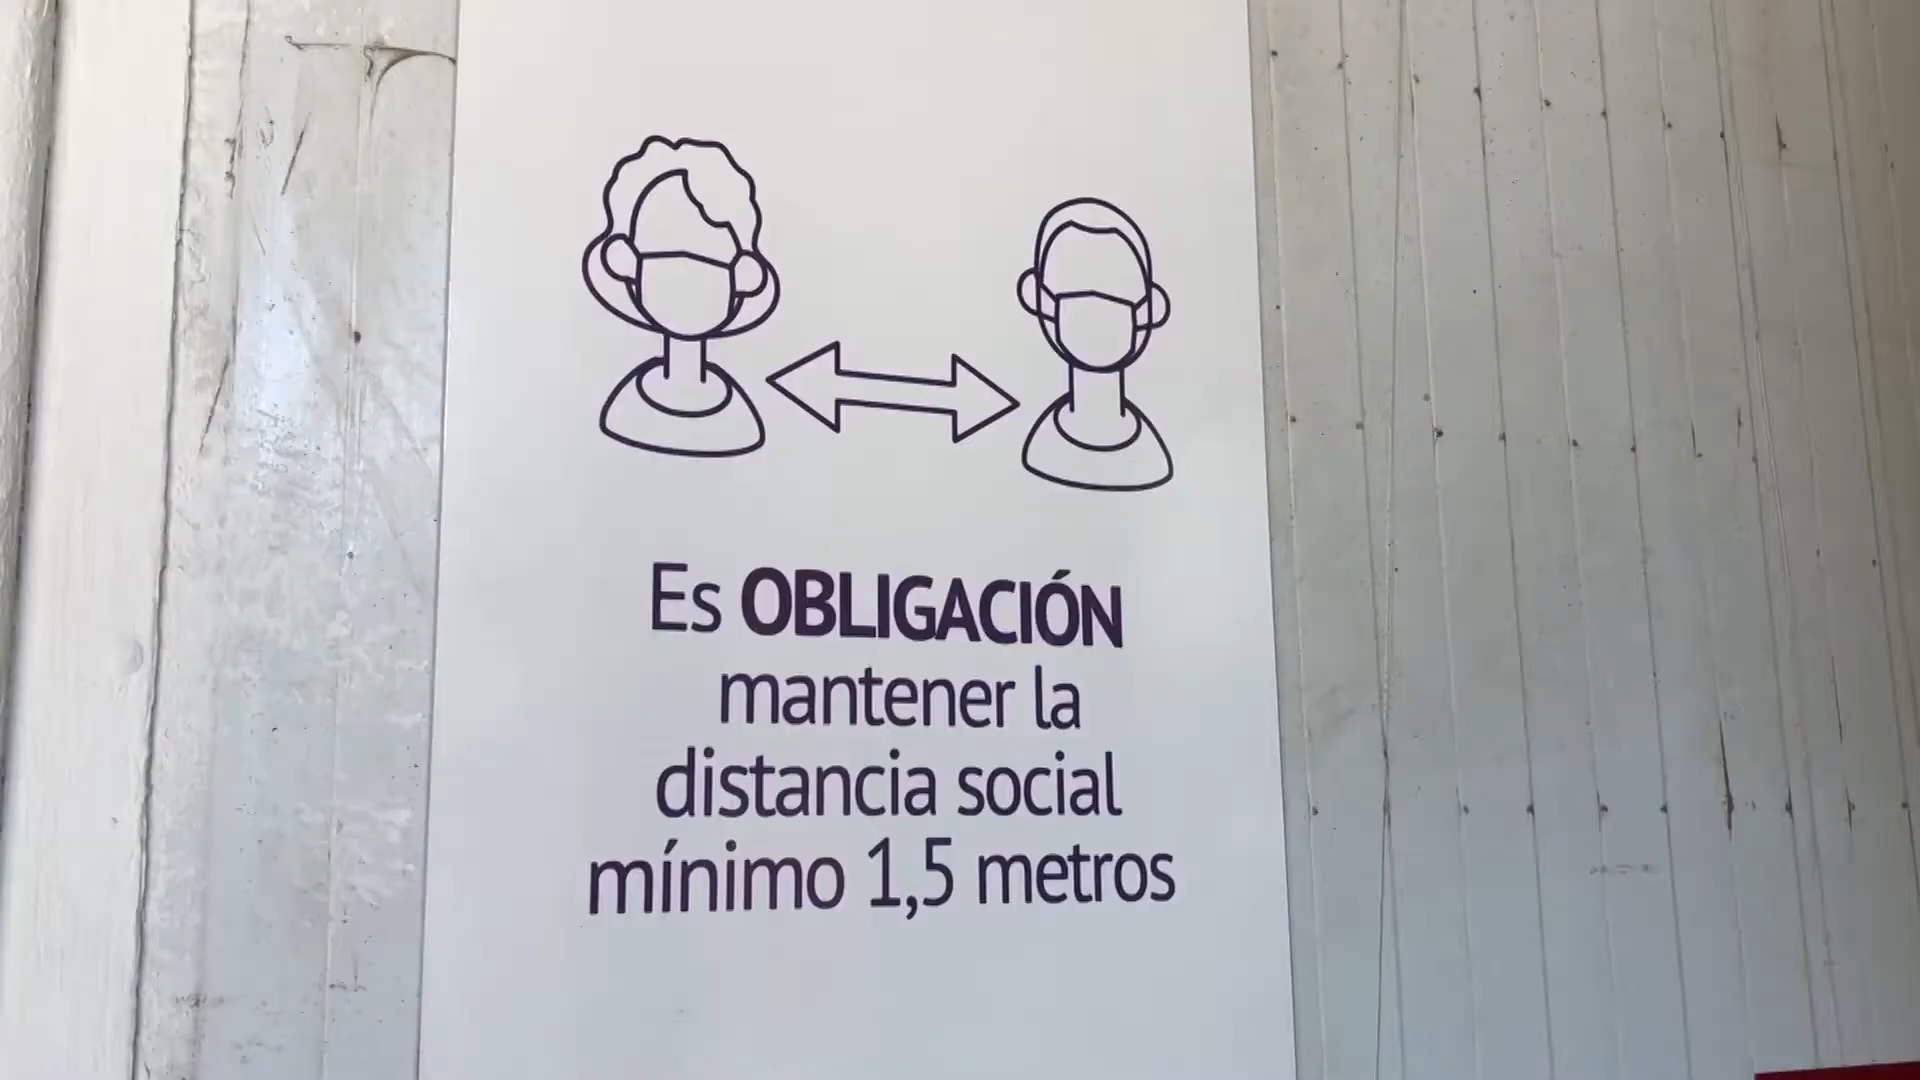 Es OBLIGACIÓN
mantener la
distancia social
mínimo 1,5 metros